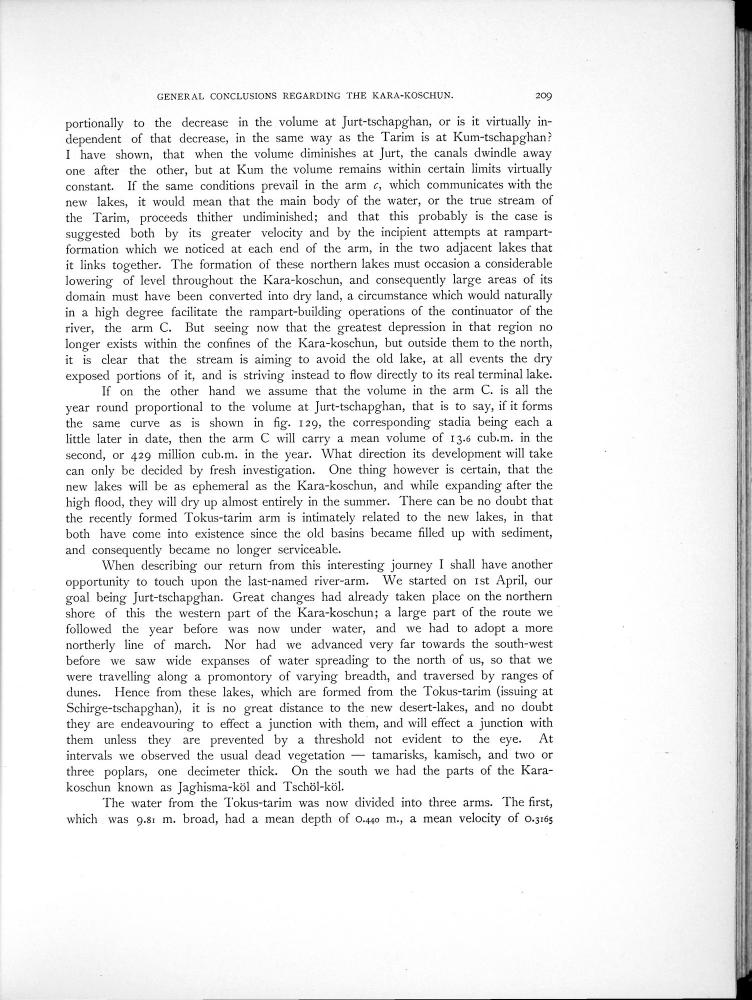 GENERAL CONCLUSIONS REGARDING THE KARA-KOSCHUN. 209
portionally to the decrease in the volume at Jurt-tschapghan, or is it virtually in-
dependent of that decrease, in the same way as the Tarim is at Kum-tschapghan?
I have shown, that when the volume diminishes at Jurt, the canals dwindle away
one after the other, but at Kum the volume remains within certain limits virtually
constant. If the same conditions prevail in the arm c, which communicates with the
new lakes, it would mean that the main body of the water, or the true stream of
the Tarim, proceeds thither undiminished; and that this probably is the case is
suggested both by its greater velocity and by the incipient attempts at rampart-
formation which we noticed at each end of the arm, in the two adjacent lakes that
it links together. The formation of these northern lakes must occasion a considerable
lowering of level throughout the Kara-koschun, and consequently large areas of its
domain must have been converted into dry land, a circumstance which would naturally
in a high degree facilitate the rampart-building operations of the continuator of the
river, the arm C. But seeing now that the greatest depression in that region no
longer exists within the confines of the Kara-koschun, but outside them to the north,
it is clear that the stream is aiming to avoid the old lake, at all events the dry
exposed portions of it, and is striving instead to flow directly to its real terminal lake.
If on the other hand we assume that the volume in the arm C. is all the
year round proportional to the volume at Jurt-tschapghan, that is to say, if it forms
the same curve as is shown in fig. 129, the corresponding stadia being each a
little later in date, then the arm C will carry a mean volume of 13.6 cub.m. in the
second, or 429 million cub.m. in the year. What direction its development will take
can only be decided by fresh investigation. One thing however is certain, that the
new lakes will be as ephemeral as the Kara-koschun, and while expanding after the
high flood, they will dry up almost entirely in the summer. There can be no doubt that
the recently formed Tokus-tarim arm is intimately related to the new lakes, in that
both have come into existence since the old basins became filled up with sediment,
and consequently became no longer serviceable.
When describing our return from this interesting journey I shall have another
opportunity to touch upon the last-named river-arm. We started on 1st April, our
goal being Jurt-tschapghan. Great changes had already taken place on the northern
shore of this the western part of the Kara-koschun; a large part of the route we
followed the year before was now under water, and we had to adopt a more
northerly line of march. Nor had we advanced very far towards the south-west
before we saw wide expanses of water spreading to the north of us, so that we
were travelling along a promontory of varying breadth, and traversed by ranges of
dunes. Hence from these lakes, which are formed from the Tokus-tarim (issuing at
Schirge-tschapghan), it is no great distance to the new desert-lakes, and no doubt
they are endeavouring to effect a junction with them, and will effect a junction with
them unless they are prevented by a threshold not evident to the eye. At
intervals we observed the usual dead vegetation — tamarisks, kamisch, and two or
three poplars, one decimeter thick. On the south we had the parts of the Kara-
koschun known as Jaghisma-köl and Tschöl-köl.
The water from the Tokus-tarim was now divided into three arms. The first,
which was 9.81 m. broad, had a mean depth of 0.440 m., a mean velocity of 0.3165